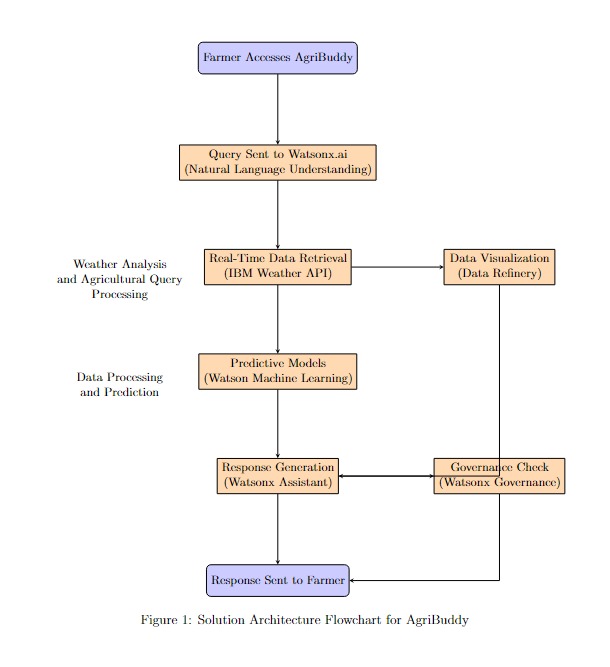 Farmer Accesses AgriBuddy
Query Sent to Watsonx.ai
(Natural Language Understanding)
Weather Analysis
and Agricultural Query
Processing
Real-Time Data Retrieval
(IBM Weather API)
Data Visualization
(Data Refinery)
Data Processing
and Prediction
Predictive Models
(Watson Machine Learning)
Response Generation
(Watsonx Assistant)
Governance Check
(Watsonx Governance)
Response Sent to Farmer
Figure 1: Solution Architecture Flowchart for AgriBuddy